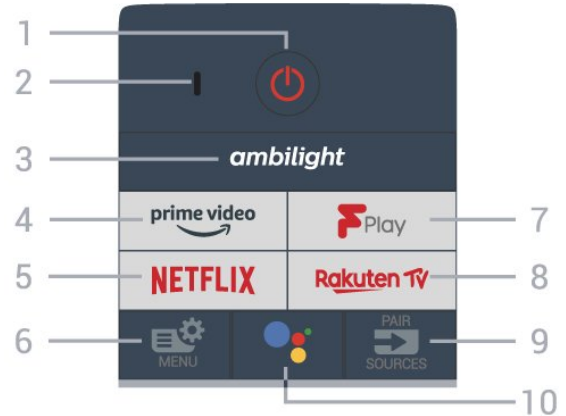 1
2
3 ambilight
4 prime video F Play 7
5 NETFLIX Rakuten TV 8
6 MENU PAIR SOURCES 9
10